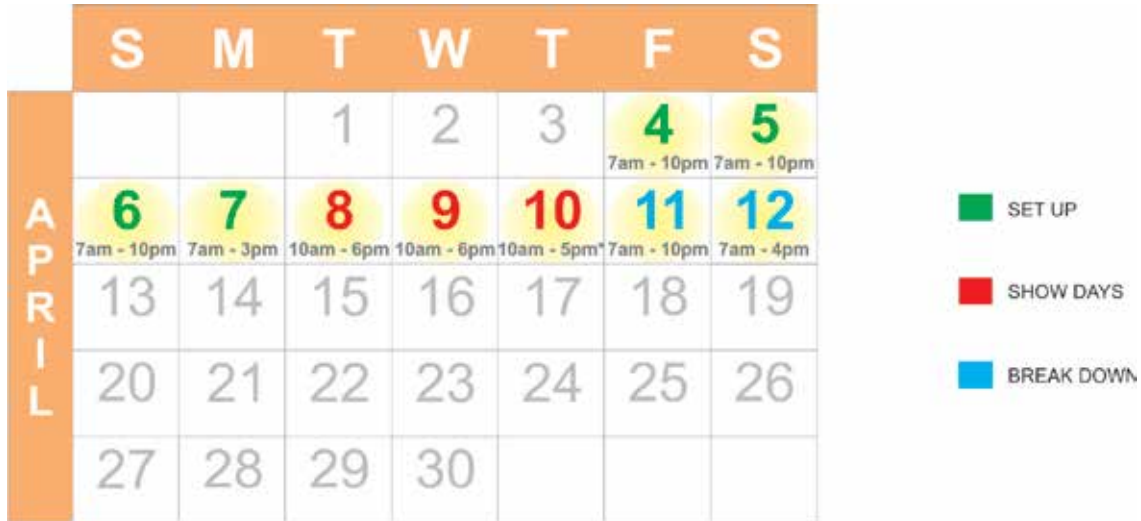 S M T W T F S
APRIL
1 2 3 4 5
7am - 10pm 7am - 10pm
6 7 8 9 10 11 12
7am - 10pm 7am - 3pm 10am - 6pm 10am - 6pm 10am - 5pm* 7am - 10pm 7am - 4pm
13 14 15 16 17 18 19
20 21 22 23 24 25 26
27 28 29 30
SET UP
SHOW DAYS
BREAK DOWN